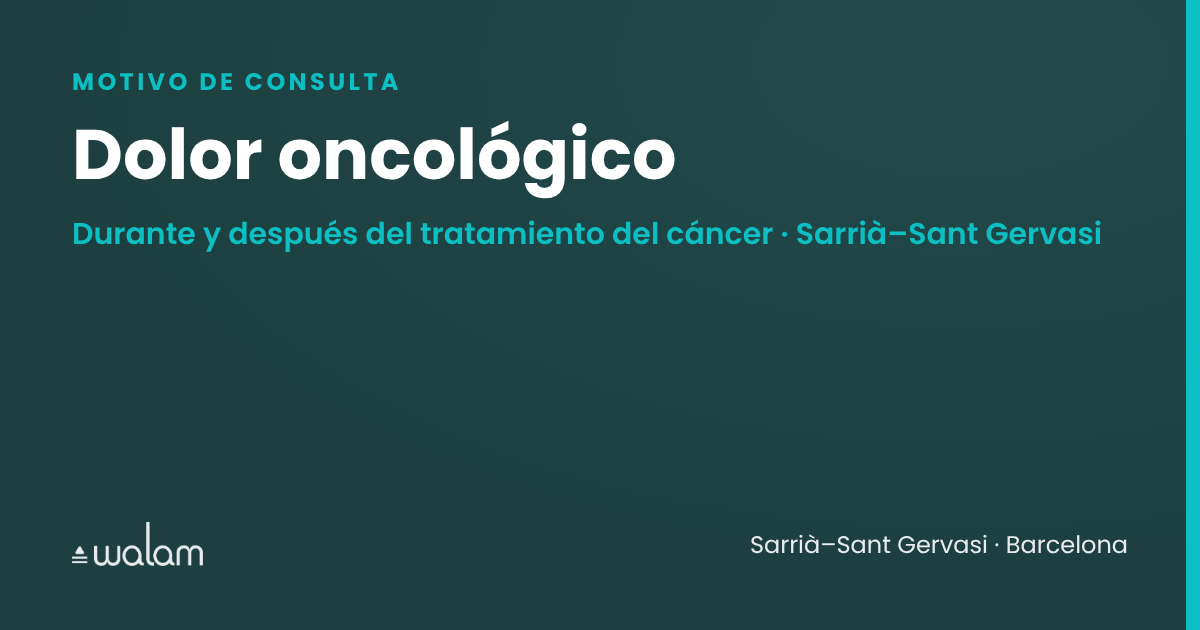 MOTIVO DE CONSULTA
Dolor oncológico
Durante y después del tratamiento del cáncer · Sarrià–Sant Gervasi
walam
Sarrià–Sant Gervasi · Barcelona